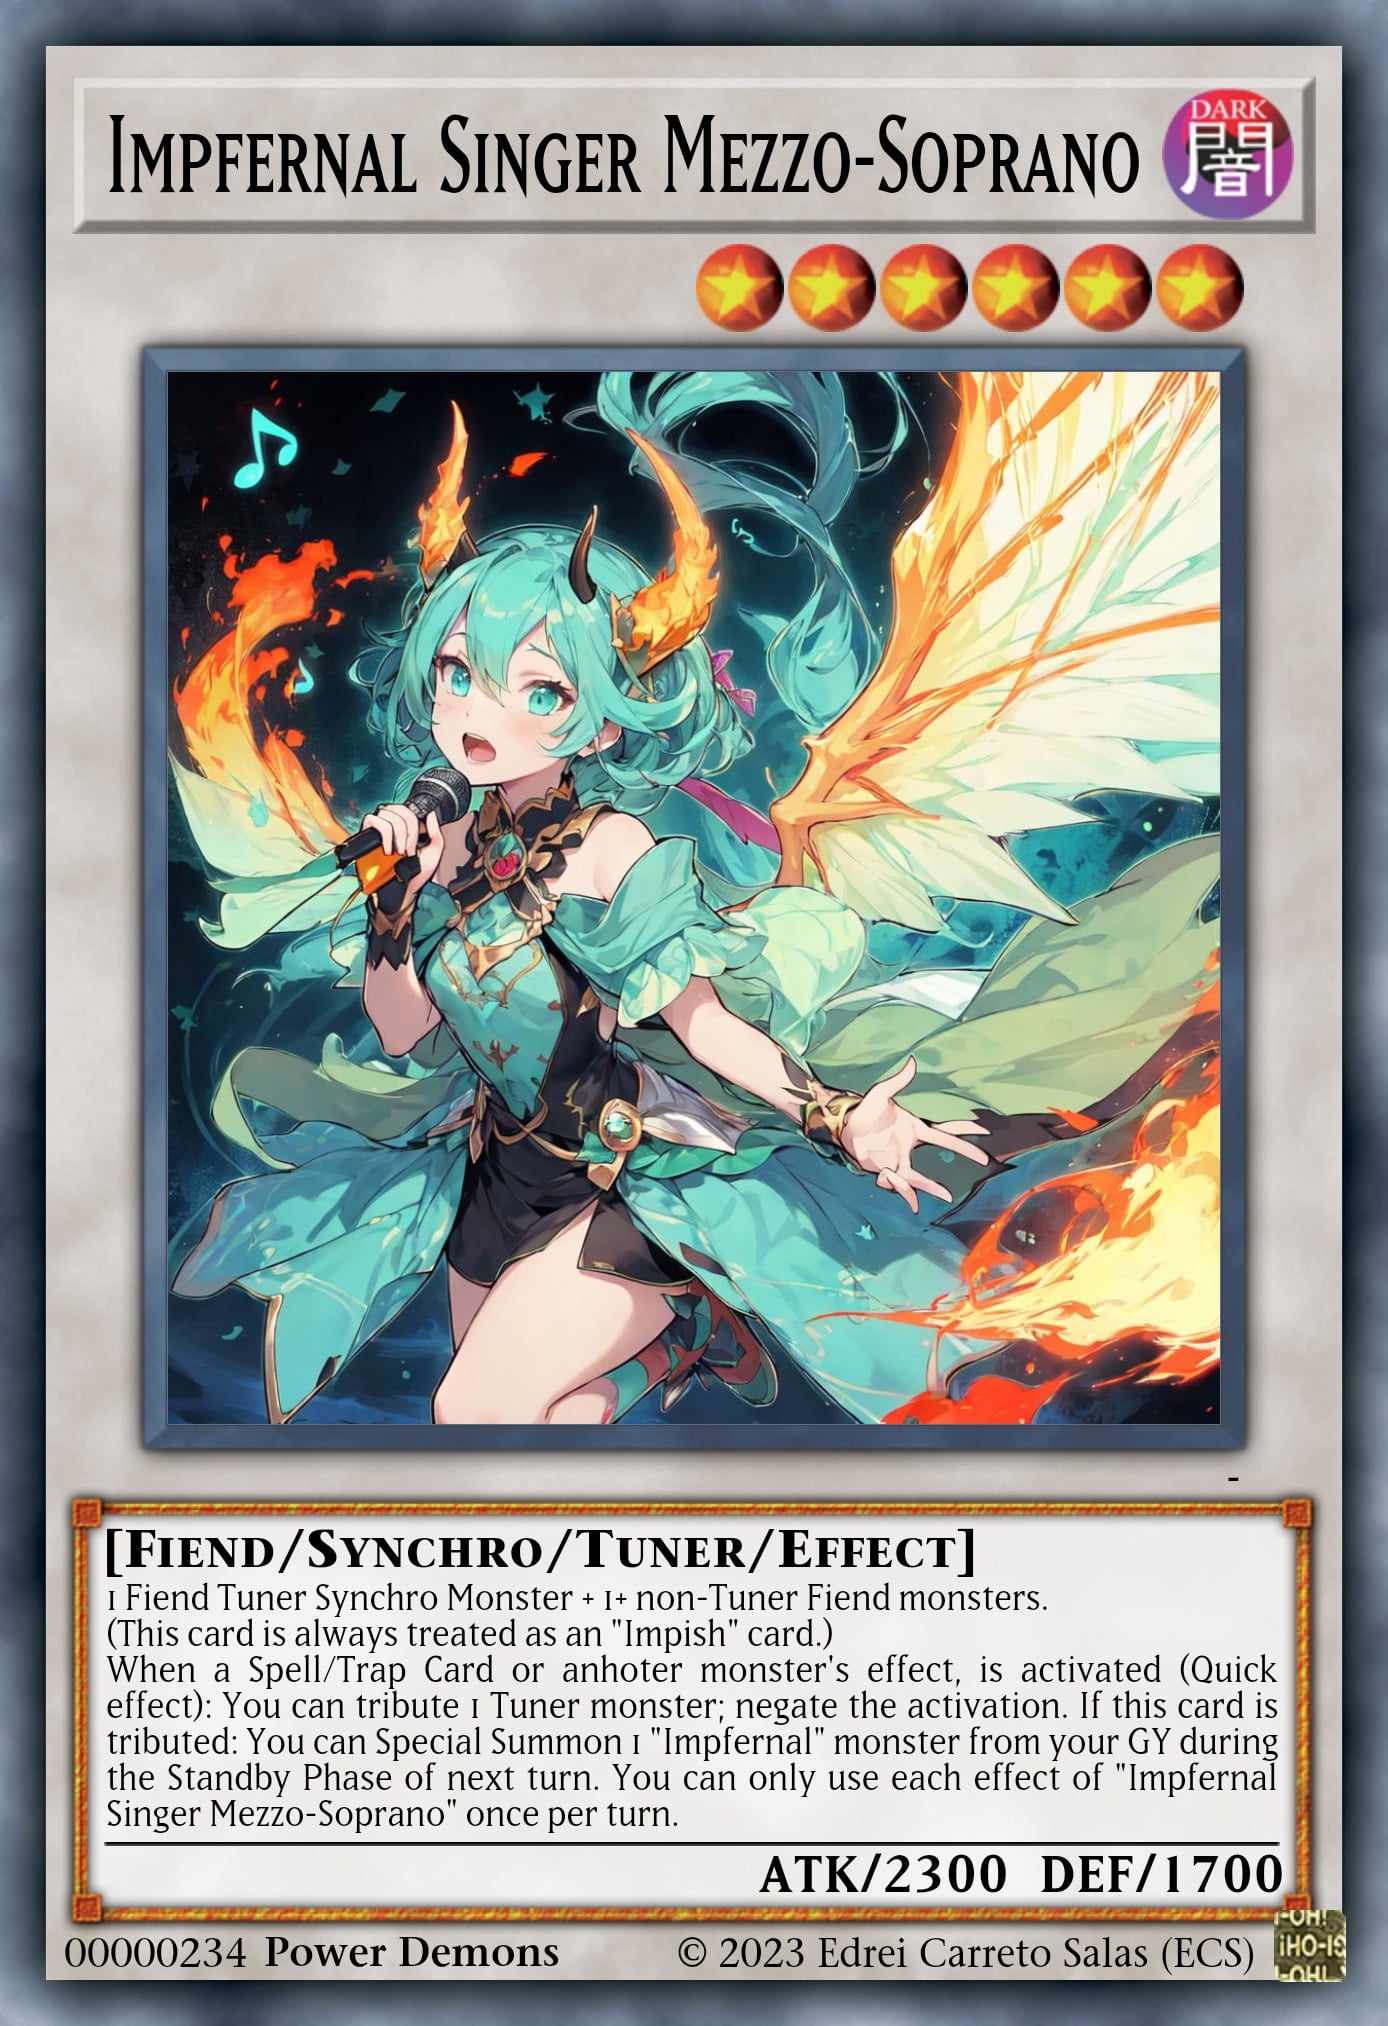 Impfernal Singer Mezzo-Soprano
DARK
闇
-
[Fiend/Synchro/Tuner/Effect]
1 Fiend Tuner Synchro Monster + 1+ non-Tuner Fiend monsters.
(This card is always treated as an "Impish" card.)
When a Spell/Trap Card or anhoter monster's effect, is activated (Quick
effect): You can tribute 1 Tuner monster; negate the activation. If this card is
tributed: You can Special Summon 1 "Impfernal" monster from your GY during
the Standby Phase of next turn. You can only use each effect of "Impfernal
Singer Mezzo-Soprano" once per turn.
ATK/2300 DEF/1700
00000234 Power Demons
© 2023 Edrei Carreto Salas (ECS)